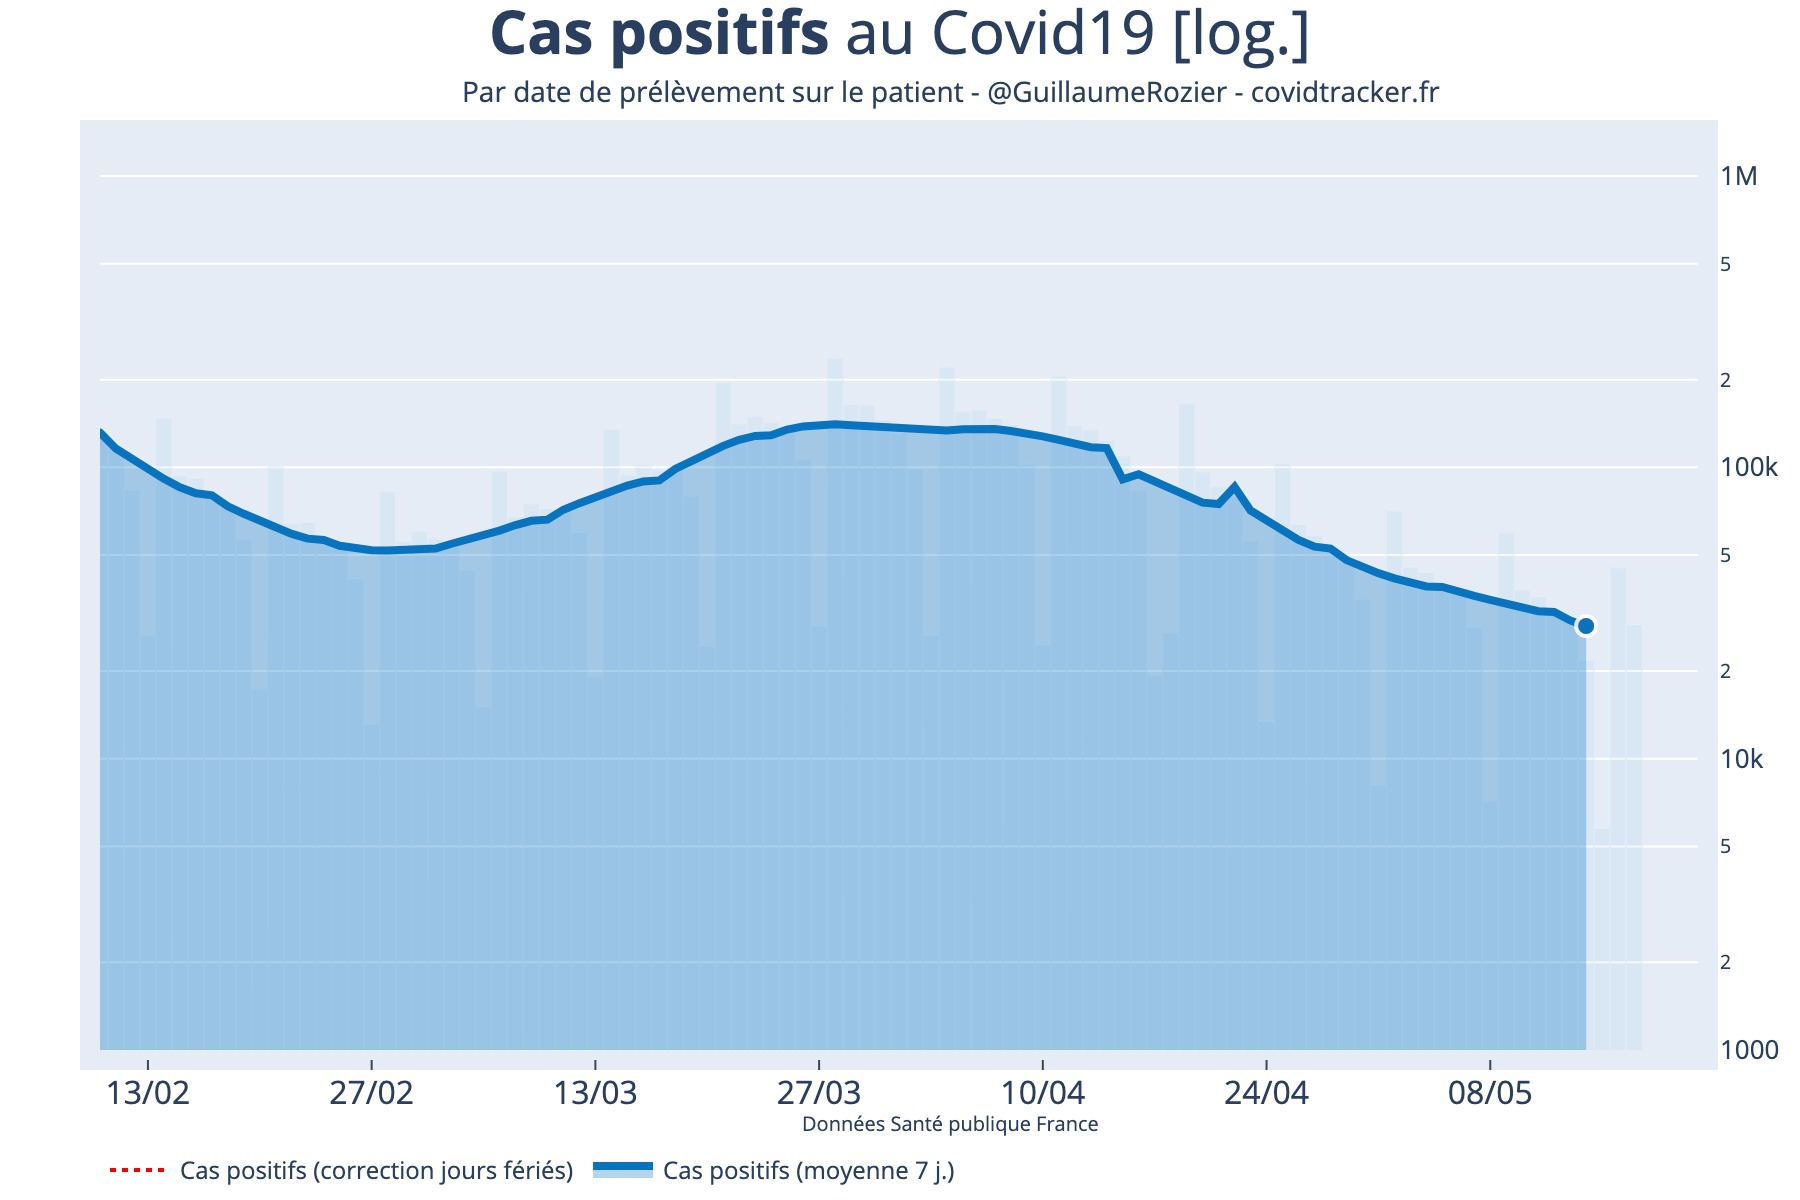 Cas positifs au Covid19 [log.]
Par date de prélèvement sur le patient - @GuillaumeRozier - covidtracker.fr
1M
5
2
100k
5
2
10k
5
2
1000
13/02 27/02 13/03 27/03 10/04 24/04 08/05
Données Santé publique France
Cas positifs (correction jours fériés) Cas positifs (moyenne 7 j.)